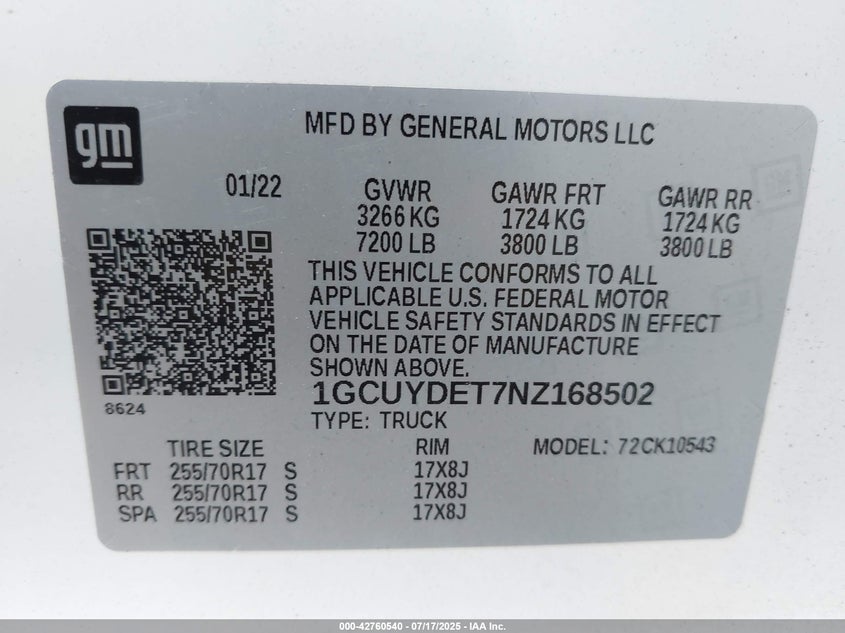 gm
MFD BY GENERAL MOTORS LLC
01/22 GVWR GAWR FRT GAWR RR
3266 KG 1724 KG 1724 KG
7200 LB 3800 LB 3800 LB
THIS VEHICLE CONFORMS TO ALL
APPLICABLE U.S. FEDERAL MOTOR
VEHICLE SAFETY STANDARDS IN EFFECT
ON THE DATE OF MANUFACTURE
SHOWN ABOVE.
8624
1GCUYDET7NZ168502
TYPE: TRUCK
TIRE SIZE RIM MODEL: 72CK10543
FRT 255/70R17 S 17X8J
RR 255/70R17 S 17X8J
SPA 255/70R17 S 17X8J
000-42760540 - 07/17/2025 - IAA Inc.